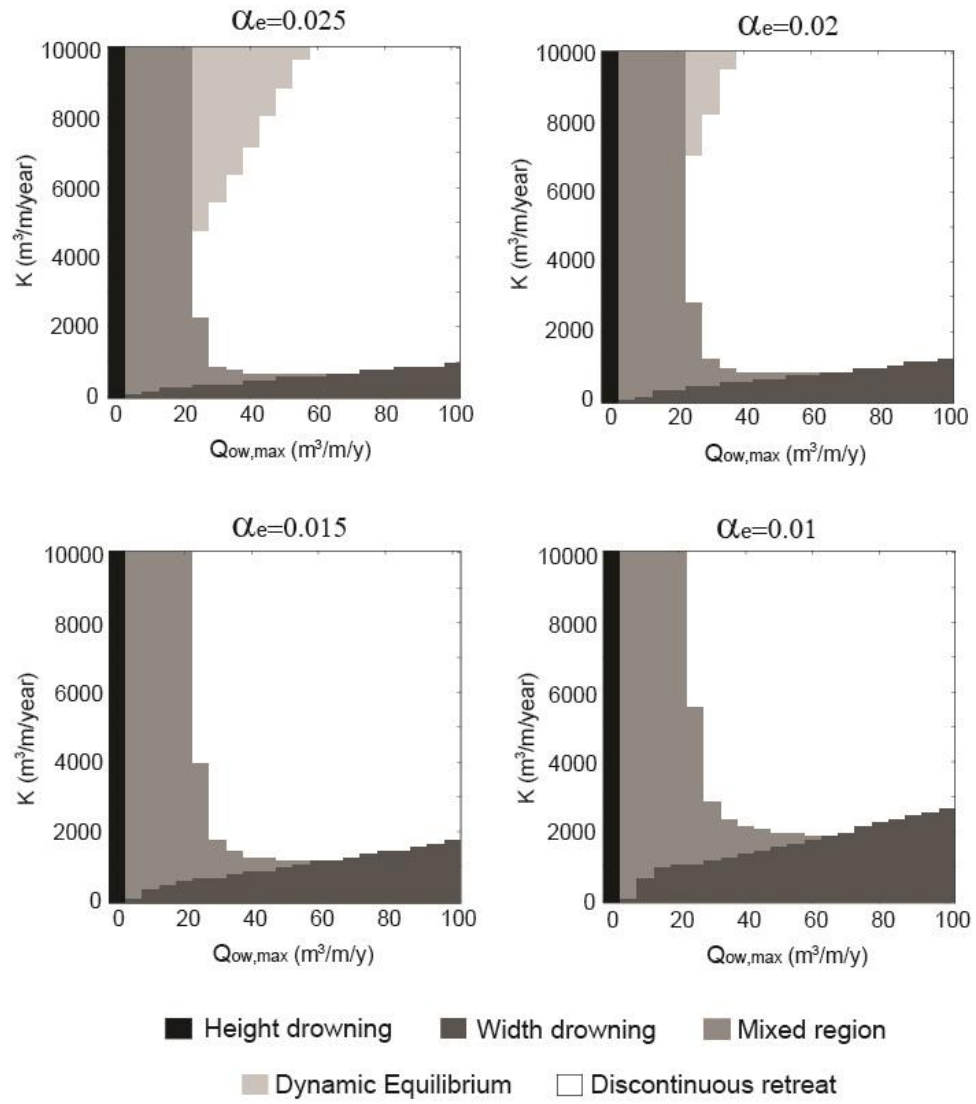 αe=0.025
10000
8000
6000
4000
2000
0
K (m³/m/year)
0 20 40 60 80 100
Qow,max (m³/m/y)
αe=0.02
10000
8000
6000
4000
2000
0
K (m³/m/year)
0 20 40 60 80 100
Qow,max (m³/m/y)
αe=0.015
10000
8000
6000
4000
2000
0
K (m³/m/year)
0 20 40 60 80 100
Qow,max (m³/m/y)
αe=0.01
10000
8000
6000
4000
2000
0
K (m³/m/year)
0 20 40 60 80 100
Qow,max (m³/m/y)
Height drowning Width drowning Mixed region
Dynamic Equilibrium Discontinuous retreat